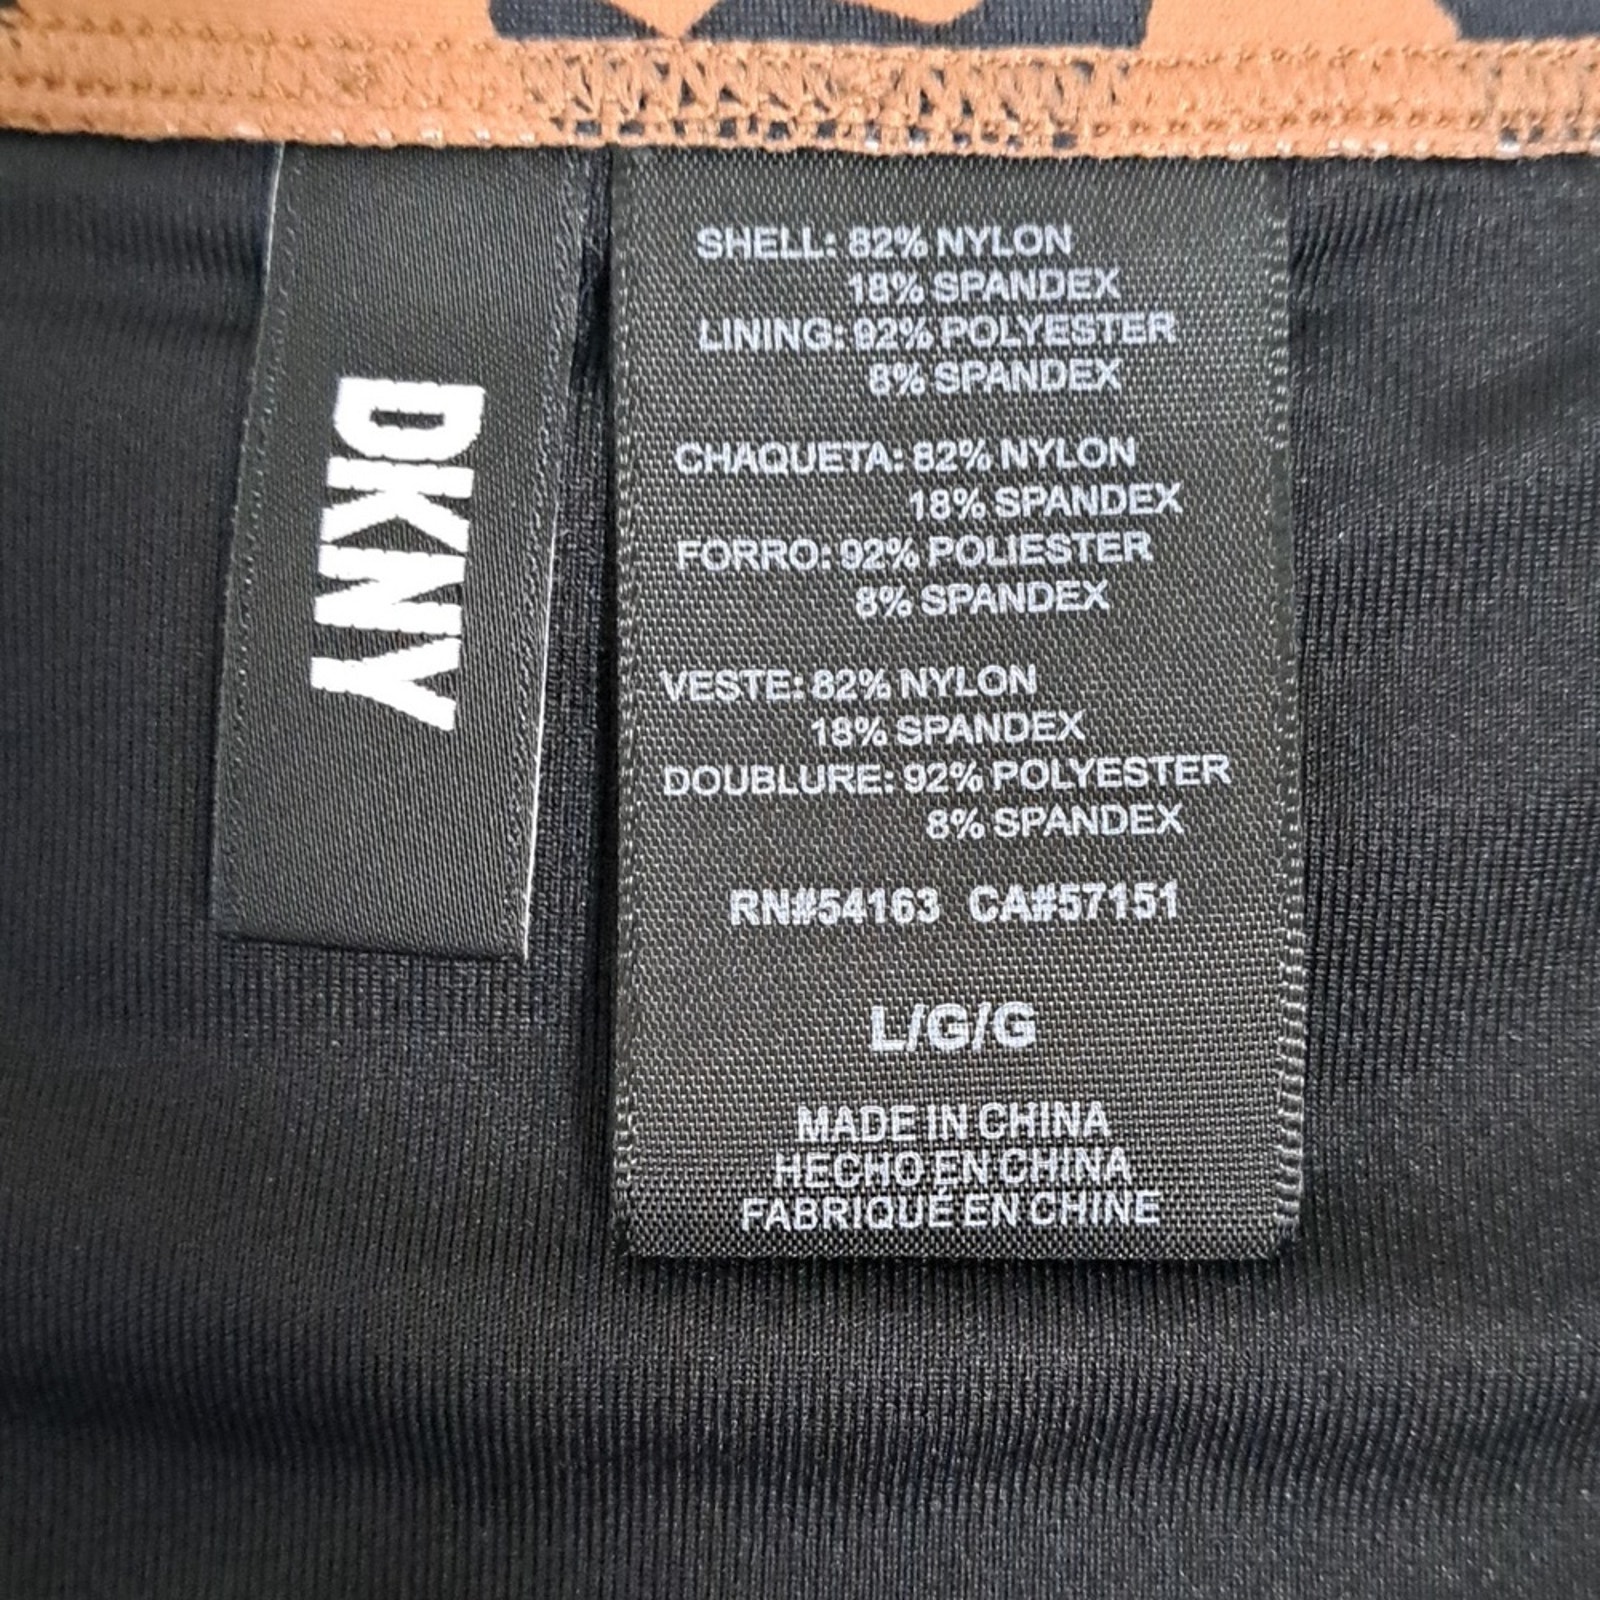 DKNY
SHELL: 82% NYLON
18% SPANDEX
LINING: 92% POLYESTER
8% SPANDEX
CHAQUETA: 82% NYLON
18% SPANDEX
FORRO: 92% POLIESTER
8% SPANDEX
VESTE: 82% NYLON
18% SPANDEX
DOUBLURE: 92% POLYESTER
8% SPANDEX
RN#54163 CA#57151
L/G/G
MADE IN CHINA
HECHO EN CHINA
FABRIQUÉ EN CHINE